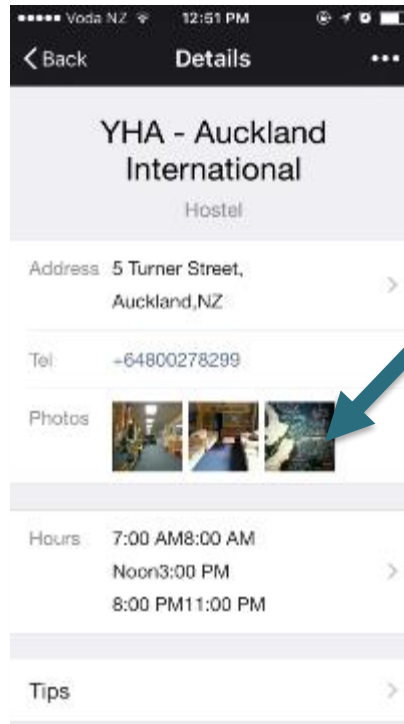 Voda NZ 12:51 PM
Back Details
YHA - Auckland
International
Hostel
Address 5 Turner Street,
Auckland,NZ
Tel +64800278299
Photos
Hours 7:00 AM8:00 AM
Noon3:00 PM
8:00 PM11:00 PM
Tips